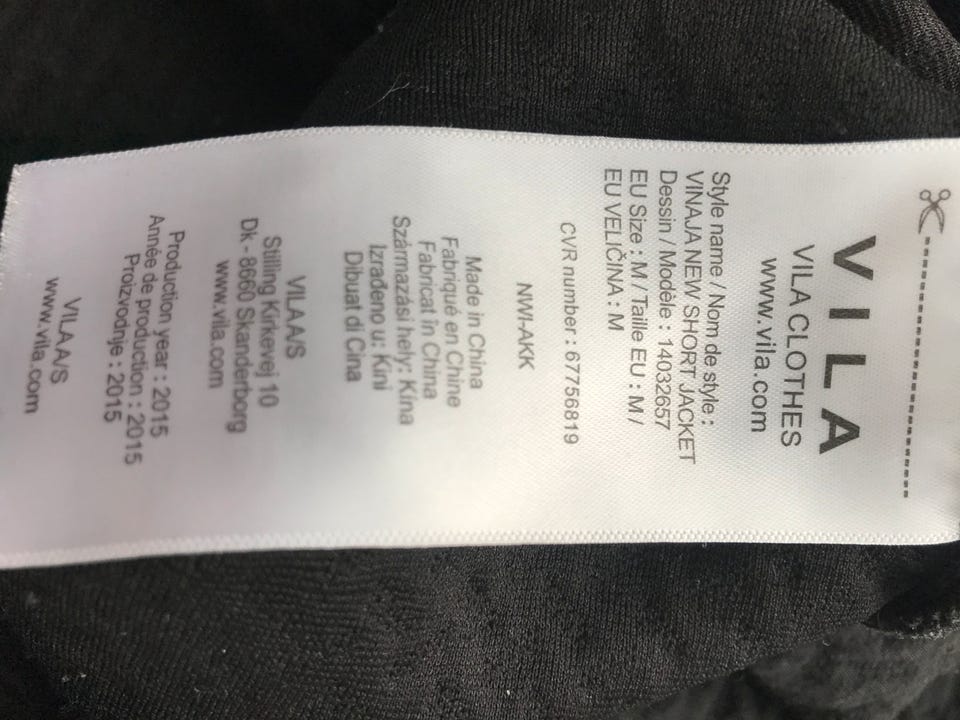 VILA
VILA CLOTHES
www.vila.com
Style name / Nom de style :
VINAJA NEW SHORT JACKET
Dessin / Modèle : 14032657
EU Size : M / Taille EU : M /
EU VELIČINA : M
CVR number : 67756819
NWI-AKK
Made in China
Fabriqué en Chine
Fabricat in China
Származási hely: Kína
Izrađeno u: Kini
Dibuat di Cina
VILA A/S
Stilling Kirkevej 10
Dk - 8660 Skanderborg
www.vila.com
Production year : 2015
Année de production : 2015
Proizvodnje : 2015
VILA A/S
www.vila.com